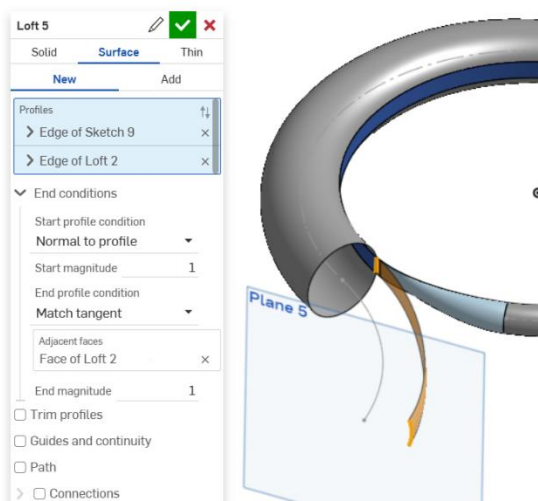 Loft 5
Solid Surface Thin
New Add
Profiles
Edge of Sketch 9
Edge of Loft 2
End conditions
Start profile condition
Normal to profile
Start magnitude 1
End profile condition
Match tangent
Adjacent faces
Face of Loft 2
End magnitude 1
Trim profiles
Guides and continuity
Path
Connections
Plane 5